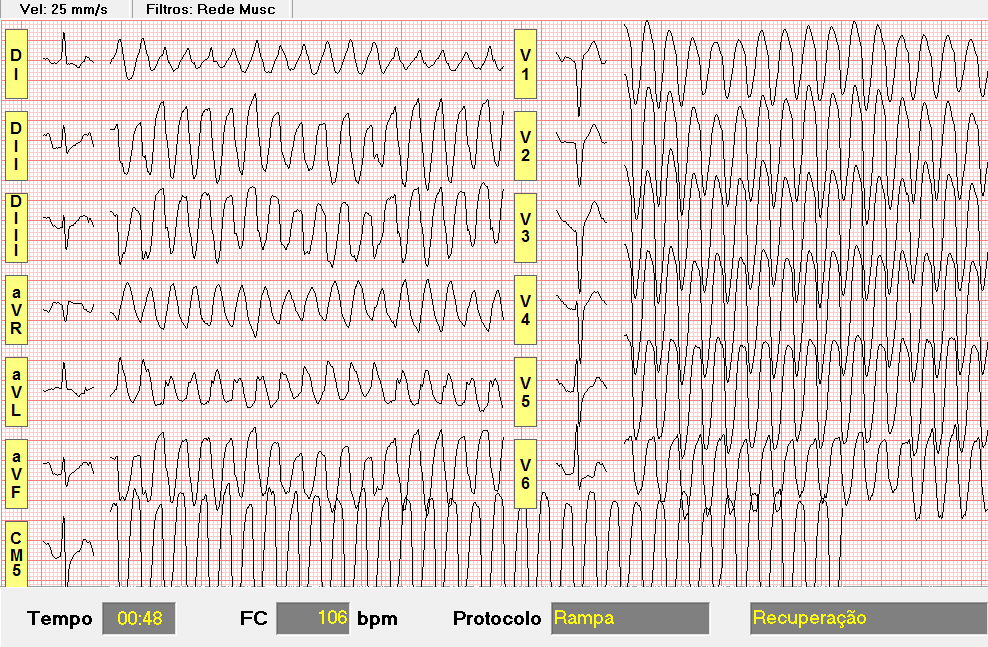 Vel: 25 mm/s Filtros: Rede Musc
DI
V1
DII
V2
DIII
V3
aVR
V4
aVL
V5
aVF
V6
CM5
Tempo 00:48 FC 106 bpm Protocolo Rampa Recuperação